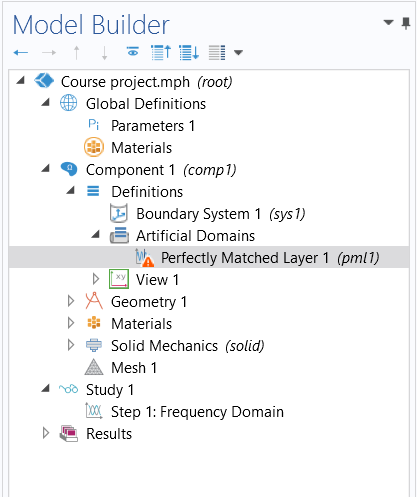 Model Builder
Course project.mph (root)
Global Definitions
Pi Parameters 1
Materials
Component 1 (comp1)
Definitions
Boundary System 1 (sys1)
Artificial Domains
Perfectly Matched Layer 1 (pml1)
xy View 1
Geometry 1
Materials
Solid Mechanics (solid)
Mesh 1
Study 1
Step 1: Frequency Domain
Results